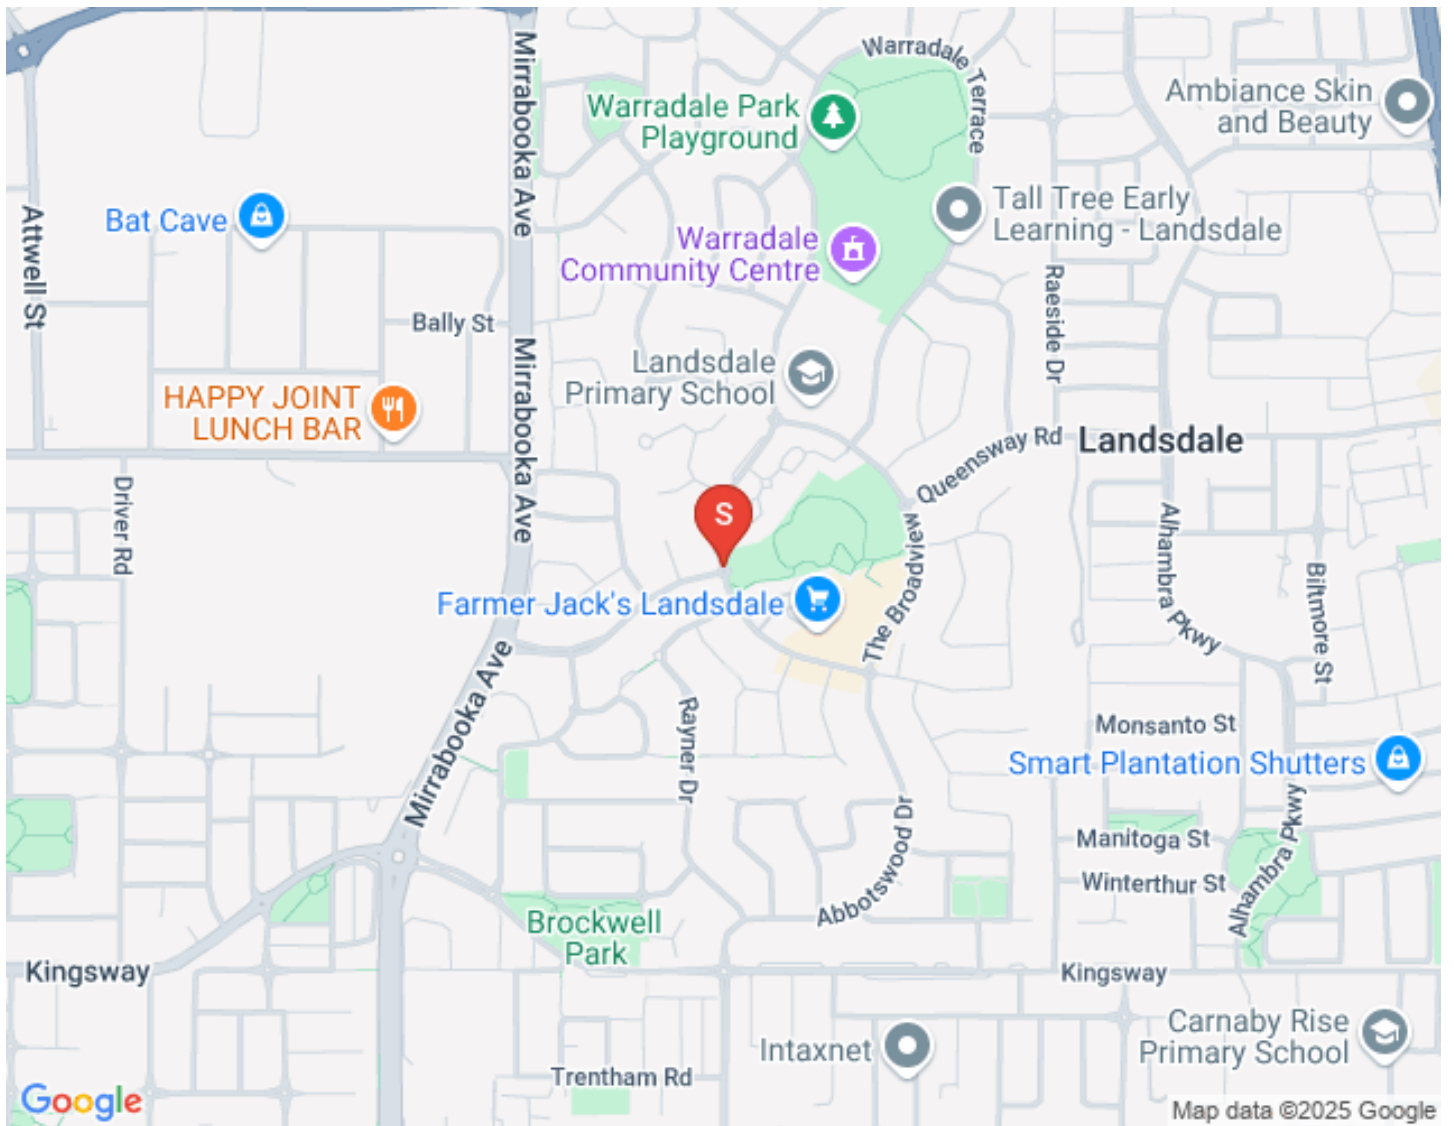 Warradale Terrace
Mirrabooka Ave
Warradale Park
Playground
Ambiance Skin
and Beauty
Attwell St
Bat Cave
Tall Tree Early
Learning - Landsdale
Warradale
Community Centre
Raeside Dr
Bally St
Mirrabooka Ave
Landsdale
Primary School
HAPPY JOINT
LUNCH BAR
Queensway Rd
Landsdale
Driver Rd
S
Alhambra Pkwy
The Broadview
Biltmore St
Farmer Jack's Landsdale
Mirrabooka Ave
Rayner Dr
Monsanto St
Smart Plantation Shutters
Alhambra Pkwy
Manitoga St
Abbotswood Dr
Winterthur St
Brockwell
Park
Kingsway
Kingsway
Carnaby Rise
Primary School
Intaxnet
Trentham Rd
Google
Map data ©2025 Google